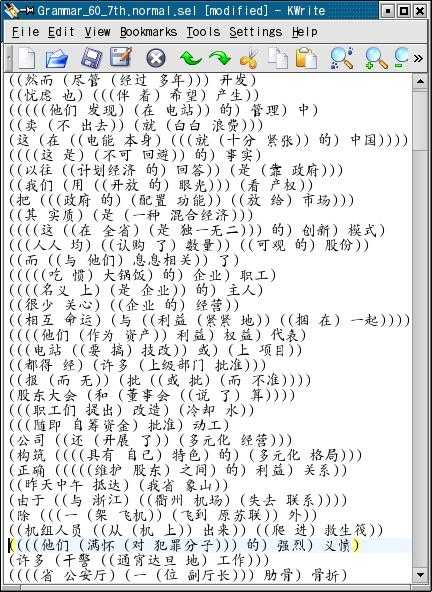 Grammar_60_7th.normal.sel [modified] - KWrite
File Edit View Bookmarks Tools Settings Help
((然而 (尽管 (经过 多年))) 开发)
((忧虑 也) (((伴 着) 希望) 产生))
(((((他们 发现) (在 电站)) 的) 管理) 中)
((卖 (不 出去)) (就 (白白 浪费)))
(这 (在 ((电能 本身) (((就 (十分 紧张)) 的) 中国))))
((((这 是) (不可 回避)) 的) 事实)
((以往 ((计划经济 的) 回答)) (是 (靠 政府)))
((我们 (用 ((开放 的) 眼光))) (看 产权))
(把 (((政府 的) (配置 功能)) ((放 给) 市场)))
((其 实质) (是 (一种 混合经济)))
((((这 ((在 全省) (是 独一无二))) 的) 创新) 模式)
(((人人 均) ((认购 了) 数量)) ((可观 的) 股份))
((而 ((与 他们) 息息相关)) 了)
(((((吃 惯) 大锅饭) 的) 企业) 职工)
((((名义 上) (是 企业)) 的) 主人)
((很少 关心) ((企业 的) 经营))
((相互 命运) (与 ((利益 (紧紧 地)) ((捆 在) 一起))))
((((他们 (作为 资产)) 利益) 权益) 代表)
(((电站 ((要 搞) 技改)) 或) (上 项目))
((都得 经) (许多 (上级部门 批准)))
((报 (而 无)) (批 ((或 批) (而 不准))))
(股东大会 (和 (董事会 ((说 了) 算))))
(((职工们 提出) 改造) (冷却 水))
(((随即 自筹资金) 批准) 动工)
(公司 ((还 (开展 了)) (多元化 经营)))
(构筑 ((((具有 自己) 特色) 的) (多元化 格局)))
(正确 (((((维护 股东) 之间) 的) 利益) 关系))
((昨天中午 抵达) (我省 象山))
(由于 ((与 浙江) ((衢州 机场) (失去 联系))))
(除 (((一 (架 飞机)) (飞到 原苏联)) 外))
((机组人员 ((从 (机 上)) 出来)) ((爬 进) 救生筏))
(((((他们 (满怀 (对 犯罪分子))) 的) 强烈) 义愤)
(许多 (干警 ((通宵达旦 地) 工作)))
((((省 公安厅) (一 (位 副厅长))) 肋骨) 骨折)